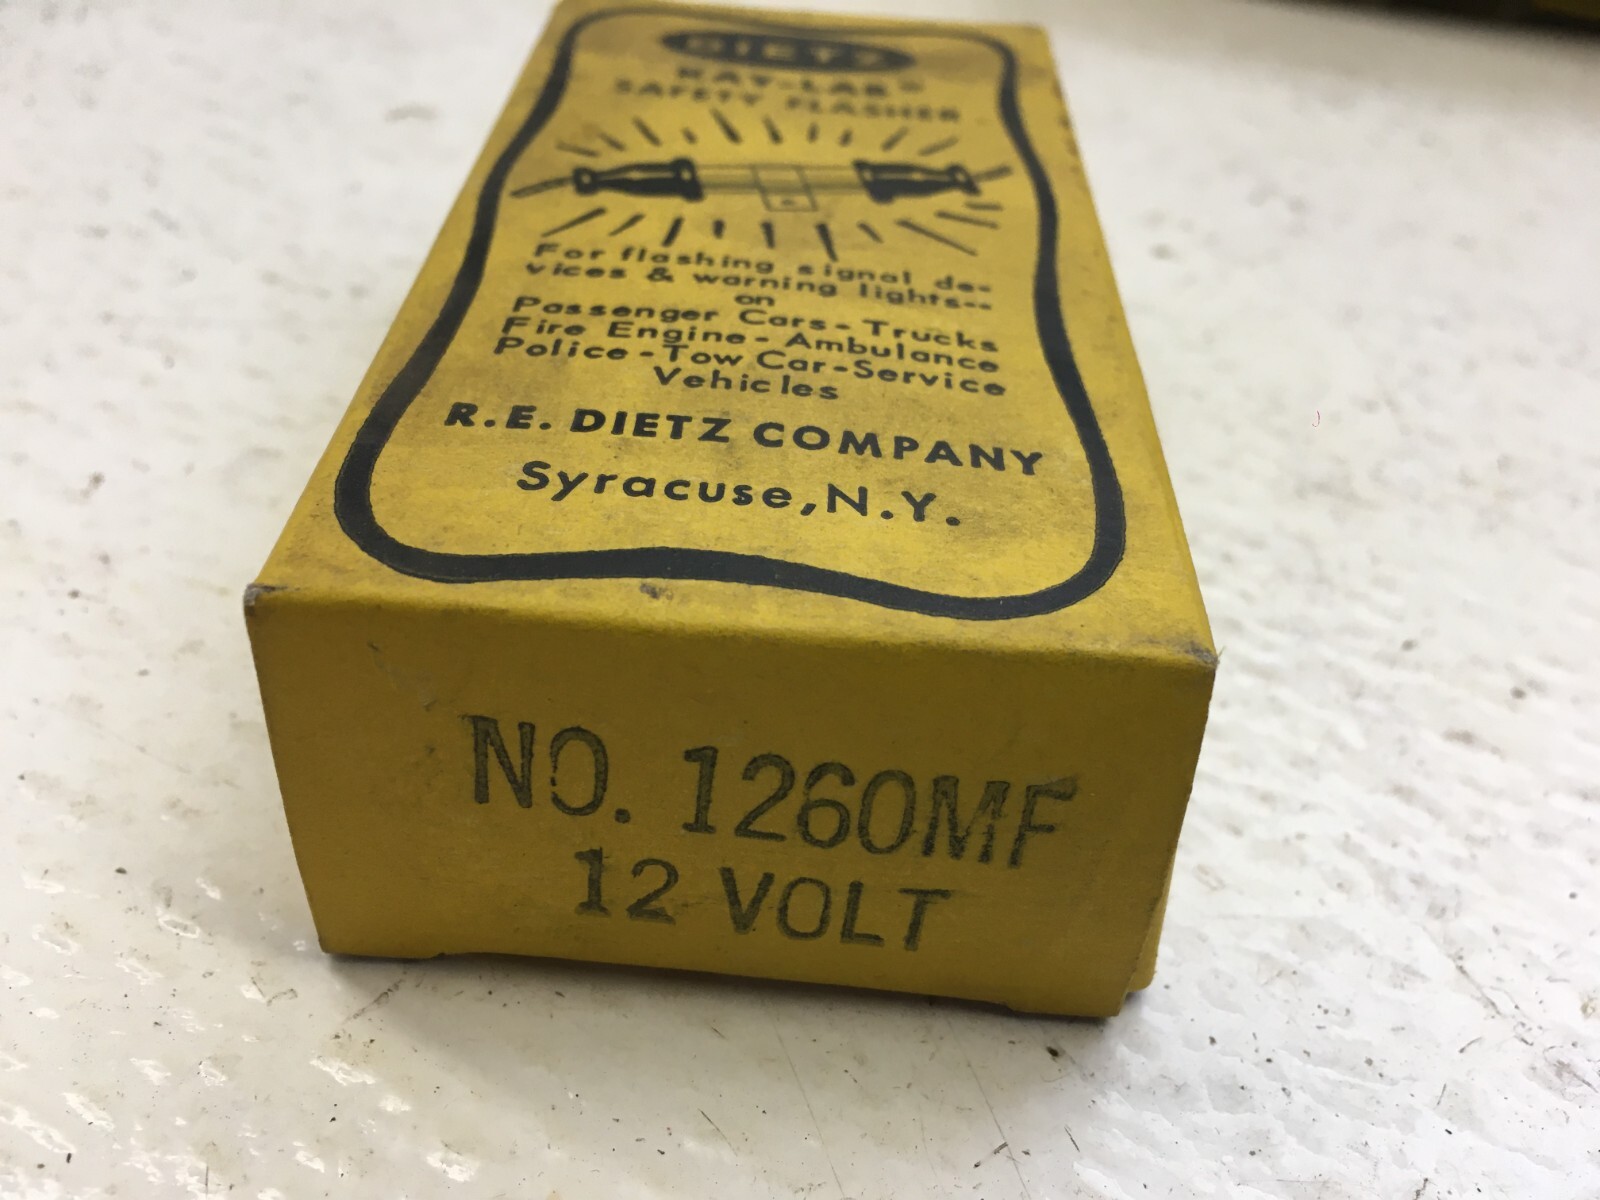 DIETZ
RAY-LAB®
SAFETY FLASHER
For flashing signal de-
vices & warning lights--
on
Passenger Cars-Trucks
Fire Engine-Ambulance
Police-Tow Car-Service
Vehicles
R.E. DIETZ COMPANY
Syracuse, N.Y.
NO. 1260MF
12 VOLT